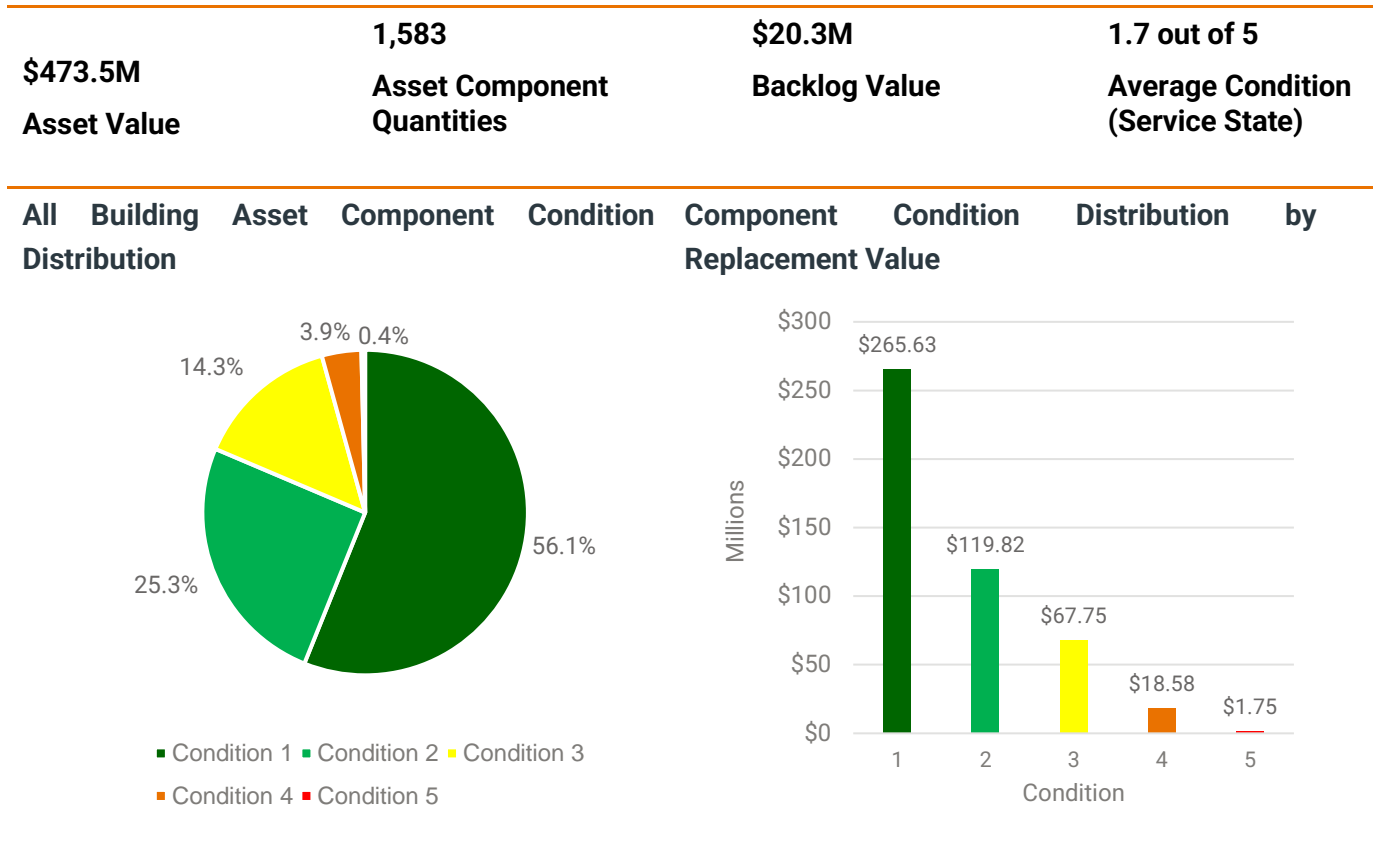 $473.5M
Asset Value
1,583
Asset Component
Quantities
$20.3M
Backlog Value
1.7 out of 5
Average Condition
(Service State)
All Building Asset Component Condition
Distribution
3.9% 0.4%
14.3%
56.1%
25.3%
Condition 1 Condition 2 Condition 3
Condition 4 Condition 5
Component Condition Distribution by
Replacement Value
$300
$265.63
$250
$200
Millions
$150
$119.82
$100
$67.75
$50
$18.58
$1.75
$0
1 2 3 4 5
Condition